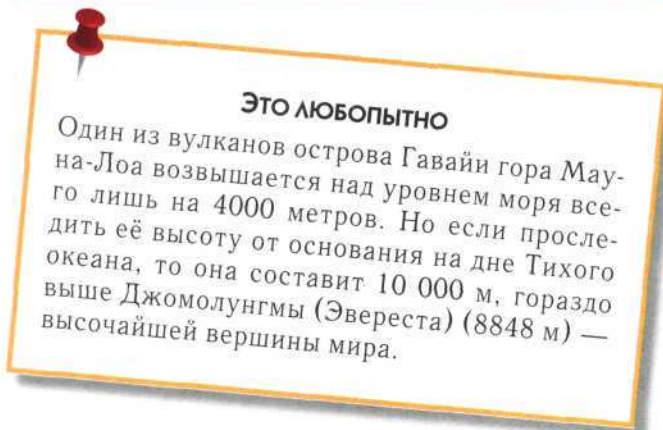 Это любопытно
Один из вулканов острова Гавайи гора Мау-
на-Лоа возвышается над уровнем моря все-
го лишь на 4000 метров. Но если просле-
дить её высоту от основания на дне Тихого
океана, то она составит 10 000 м, гораздо
выше Джомолунгмы (Эвереста) (8848 м) —
высочайшей вершины мира.